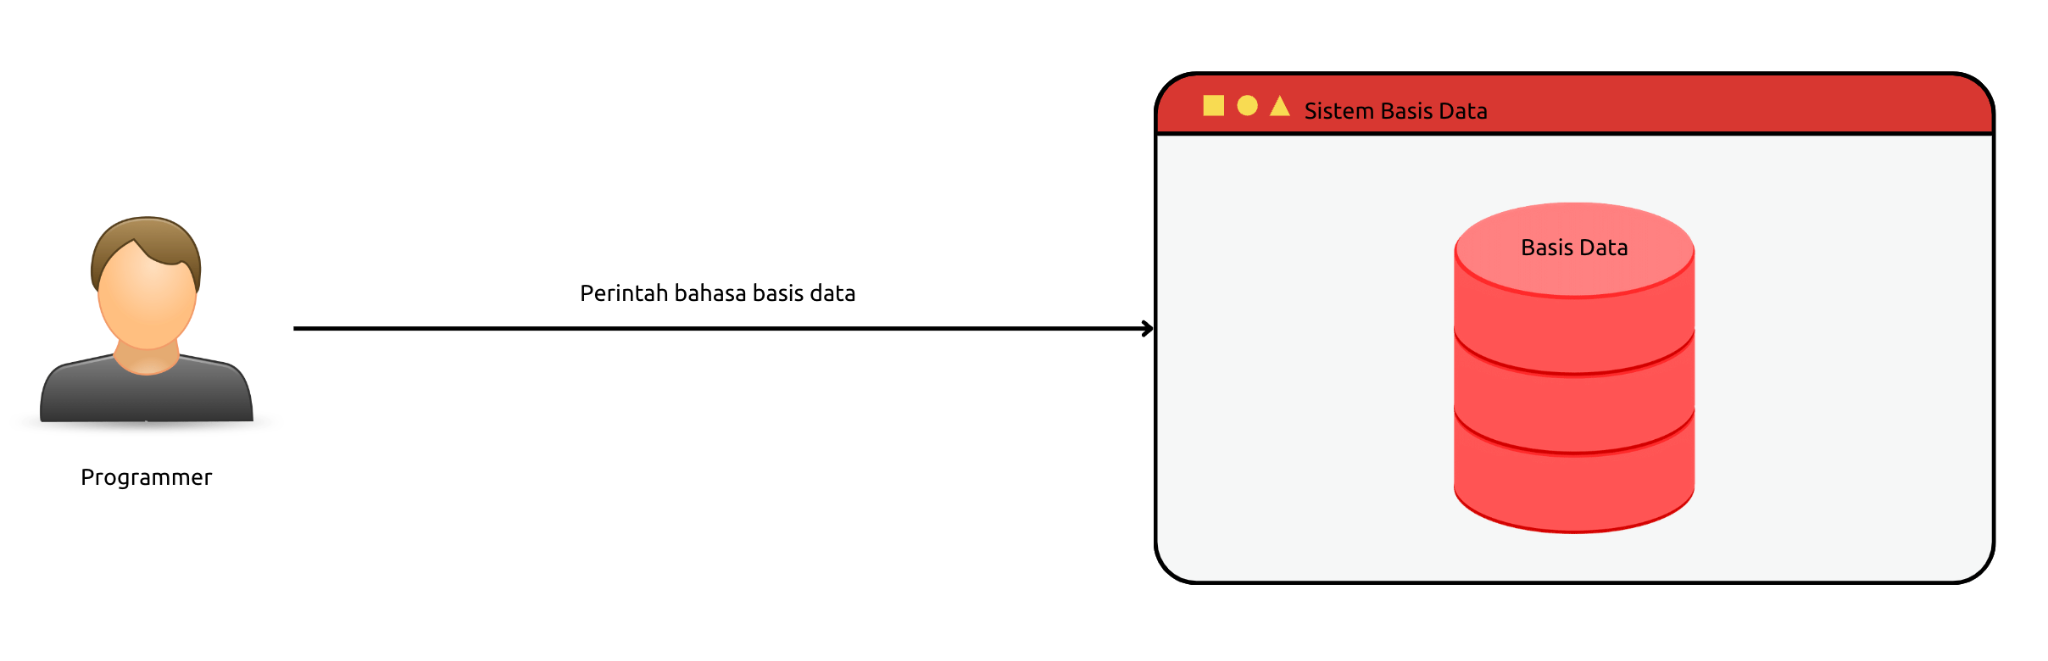 Sistem Basis Data
Basis Data
Perintah bahasa basis data
Programmer